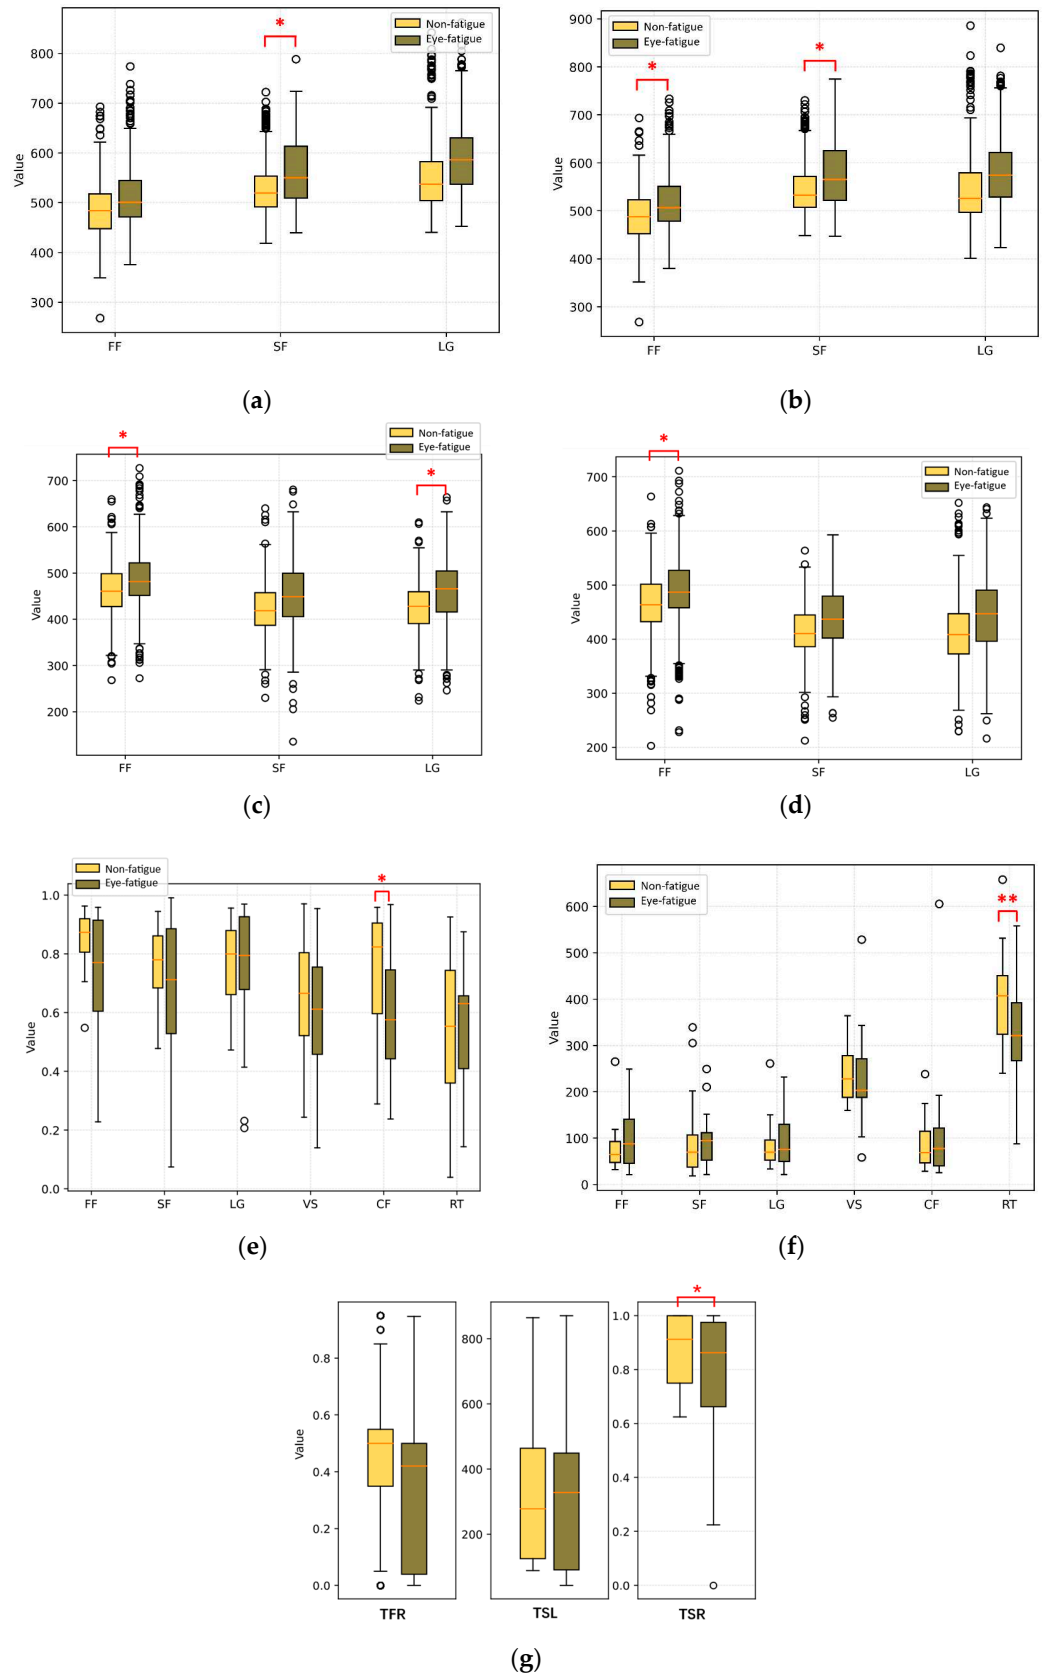 Non-fatigue
Eye-fatigue
*
800
700
600
500
400
300
Value
FF
SF
LG
(a)
Non-fatigue
Eye-fatigue
*
*
900
800
700
600
500
400
300
Value
FF
SF
LG
(b)
Non-fatigue
Eye-fatigue
*
*
700
600
500
400
300
200
Value
FF
SF
LG
(c)
Non-fatigue
Eye-fatigue
*
700
600
500
400
300
200
Value
FF
SF
LG
(d)
Non-fatigue
Eye-fatigue
*
1.0
0.8
0.6
0.4
0.2
0.0
Value
FF
SF
LG
VS
CF
RT
(e)
Non-fatigue
Eye-fatigue
**
600
500
400
300
200
100
0
Value
FF
SF
LG
VS
CF
RT
(f)
0.8
0.6
0.4
0.2
0.0
Value
TFR
800
600
400
200
TSL
*
1.0
0.8
0.6
0.4
0.2
0.0
TSR
(g)